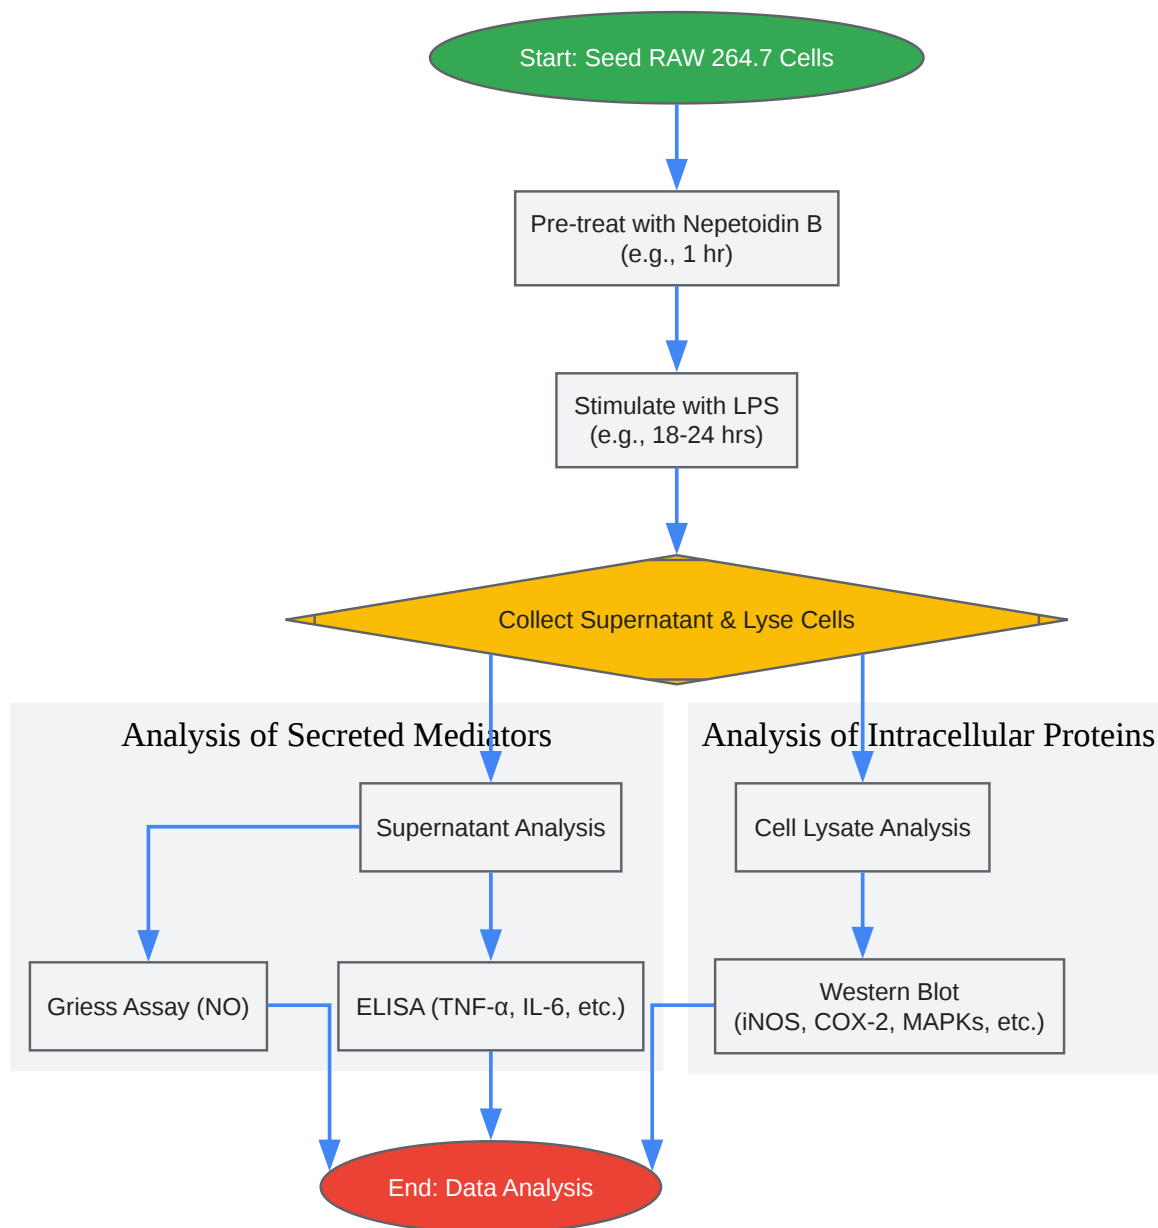 Start: Seed RAW 264.7 Cells
Pre-treat with Nepetoidin B
(e.g., 1 hr)
Stimulate with LPS
(e.g., 18-24 hrs)
Collect Supernatant & Lyse Cells
Analysis of Secreted Mediators
Analysis of Intracellular Proteins
Supernatant Analysis
Cell Lysate Analysis
Griess Assay (NO)
ELISA (TNF-α, IL-6, etc.)
Western Blot
(iNOS, COX-2, MAPKs, etc.)
End: Data Analysis